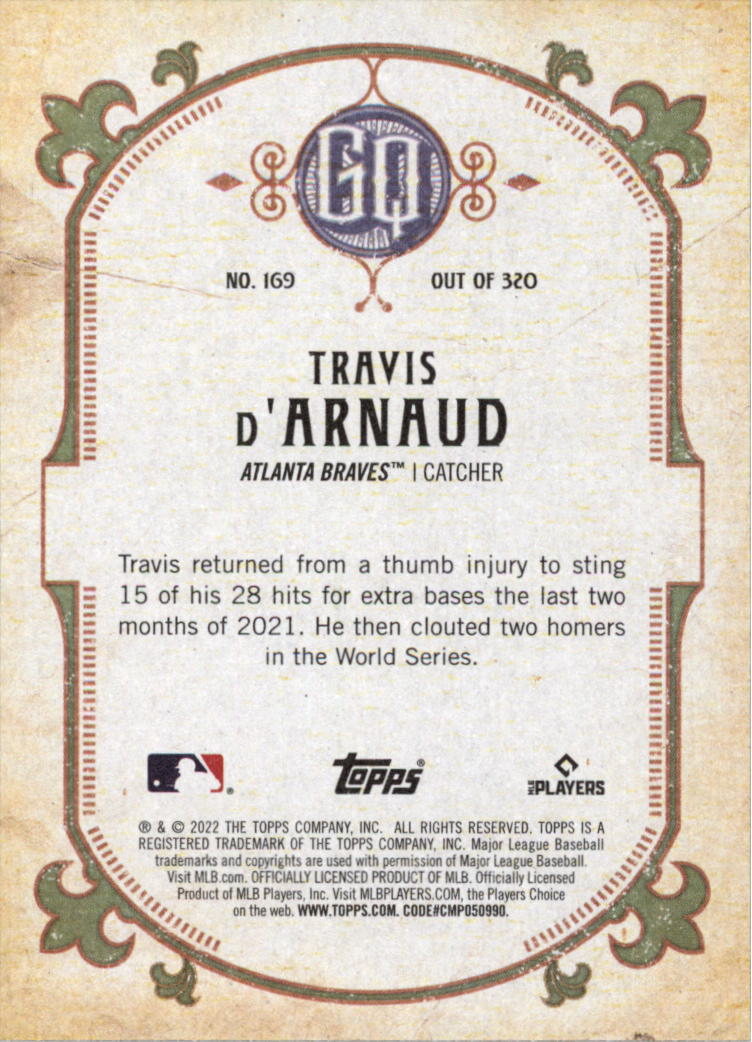 GQ
NO. 169 OUT OF 320
TRAVIS
D'ARNAUD
ATLANTA BRAVES™ | CATCHER
Travis returned from a thumb injury to sting
15 of his 28 hits for extra bases the last two
months of 2021. He then clouted two homers
in the World Series.
® Topps® MLB PLAYERS
® & © 2022 THE TOPPS COMPANY, INC. ALL RIGHTS RESERVED. TOPPS IS A
REGISTERED TRADEMARK OF THE TOPPS COMPANY, INC. Major League Baseball
trademarks and copyrights are used with permission of Major League Baseball.
Visit MLB.com. OFFICIALLY LICENSED PRODUCT OF MLB. Officially Licensed
Product of MLB Players, Inc. Visit MLBPLAYERS.COM, the Players Choice
on the web. WWW.TOPPS.COM. CODE#CMP050990.